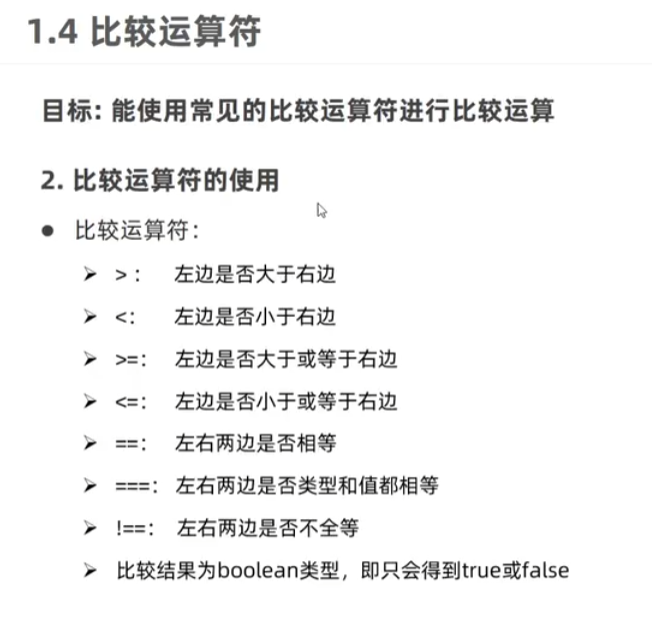 1.4 比较运算符
目标: 能使用常见的比较运算符进行比较运算
2. 比较运算符的使用
● 比较运算符：
➢ > ： 左边是否大于右边
➢ <： 左边是否小于右边
➢ >=： 左边是否大于或等于右边
➢ <=： 左边是否小于或等于右边
➢ ==： 左右两边是否相等
➢ ===： 左右两边是否类型和值都相等
➢ !==： 左右两边是否不全等
➢ 比较结果为boolean类型，即只会得到true或false